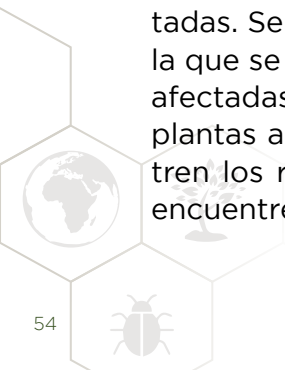 tadas. Se
la que se
afectadas
plantas a
tren los r
encuentre
54